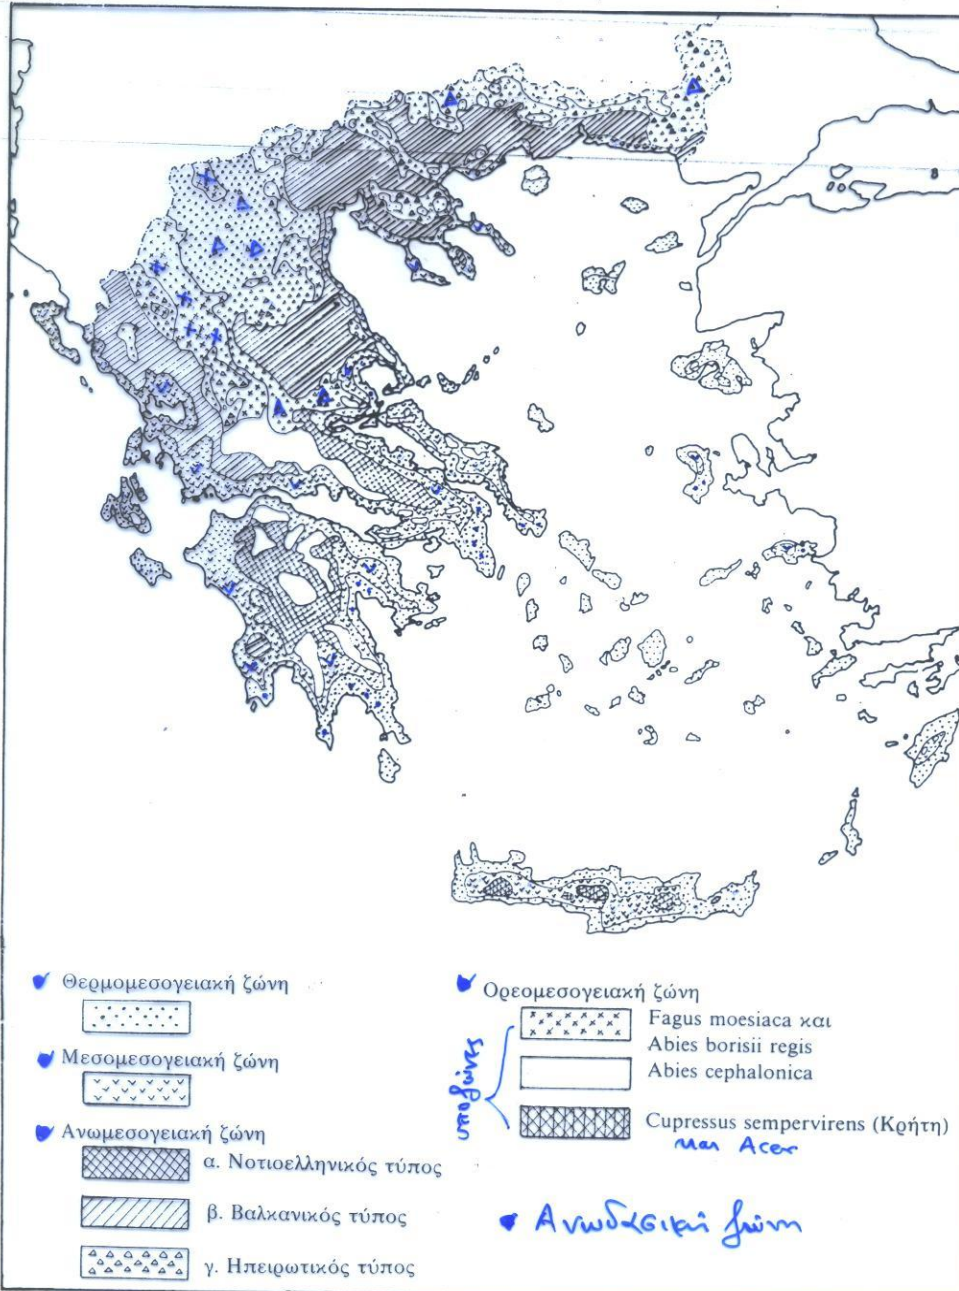 Θερμομεσογειακή ζώνη
Μεσομεσογειακή ζώνη
Ανωμεσογειακή ζώνη
α. Νοτιοελληνικός τύπος
β. Βαλκανικός τύπος
γ. Ηπειρωτικός τύπος
Ορεομεσογειακή ζώνη
υποζώνες
Fagus moesiaca και
Abies borisii regis
Abies cephalonica
Cupressus sempervirens (Κρήτη)
και Acer
Ανωδασική ζώνη